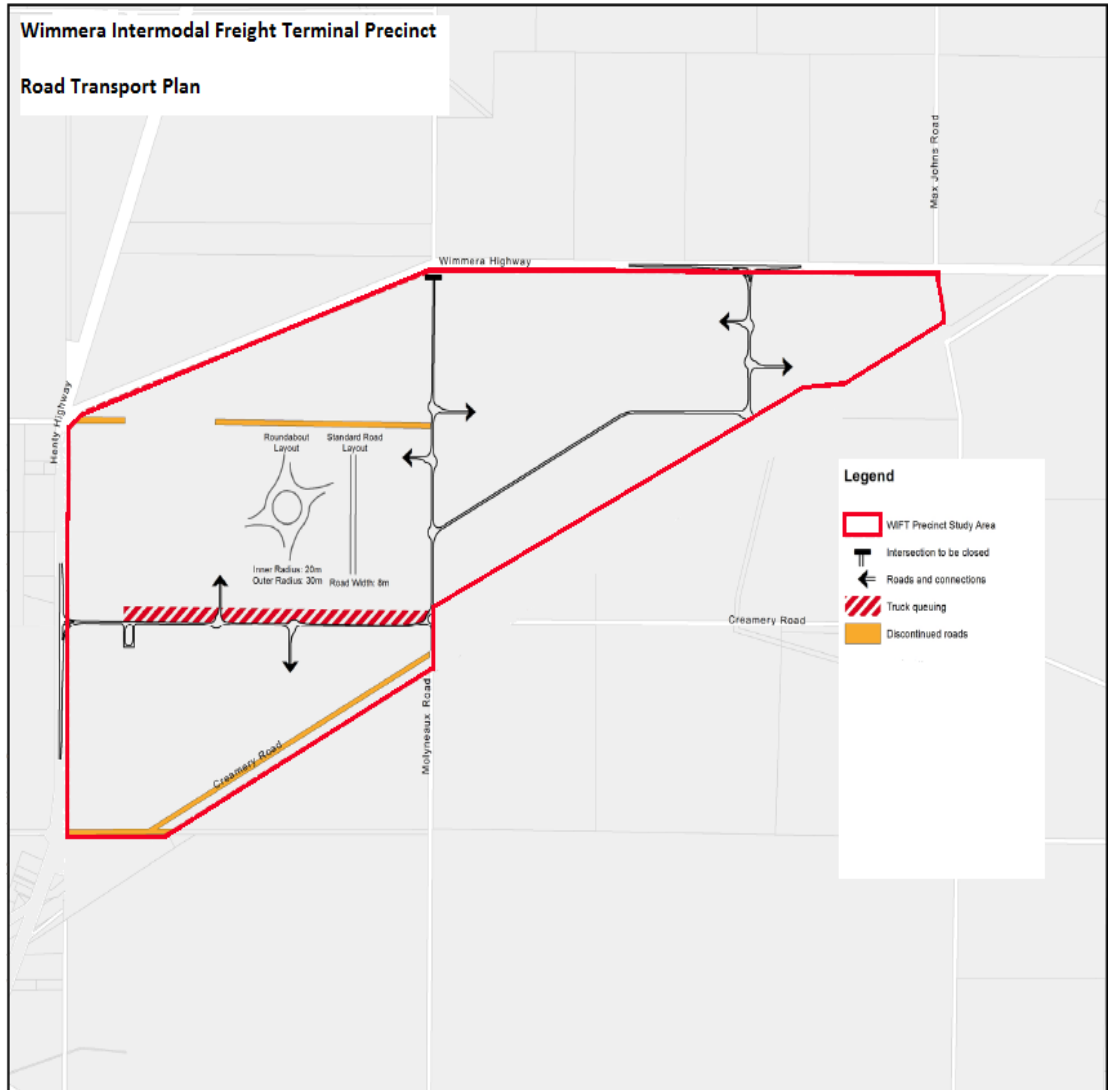 Wimmera Intermodal Freight Terminal Precinct
Road Transport Plan
Max Johns Road
Wimmera Highway
Henty Highway
Roundabout
Layout
Standard Road
Layout
Inner Radius: 20m
Outer Radius: 30m
Road Width: 8m
Legend
WIFT Precinct Study Area
Intersection to be closed
Roads and connections
Truck queuing
Discontinued roads
Creamery Road
Molyneaux Road
Creamery Road